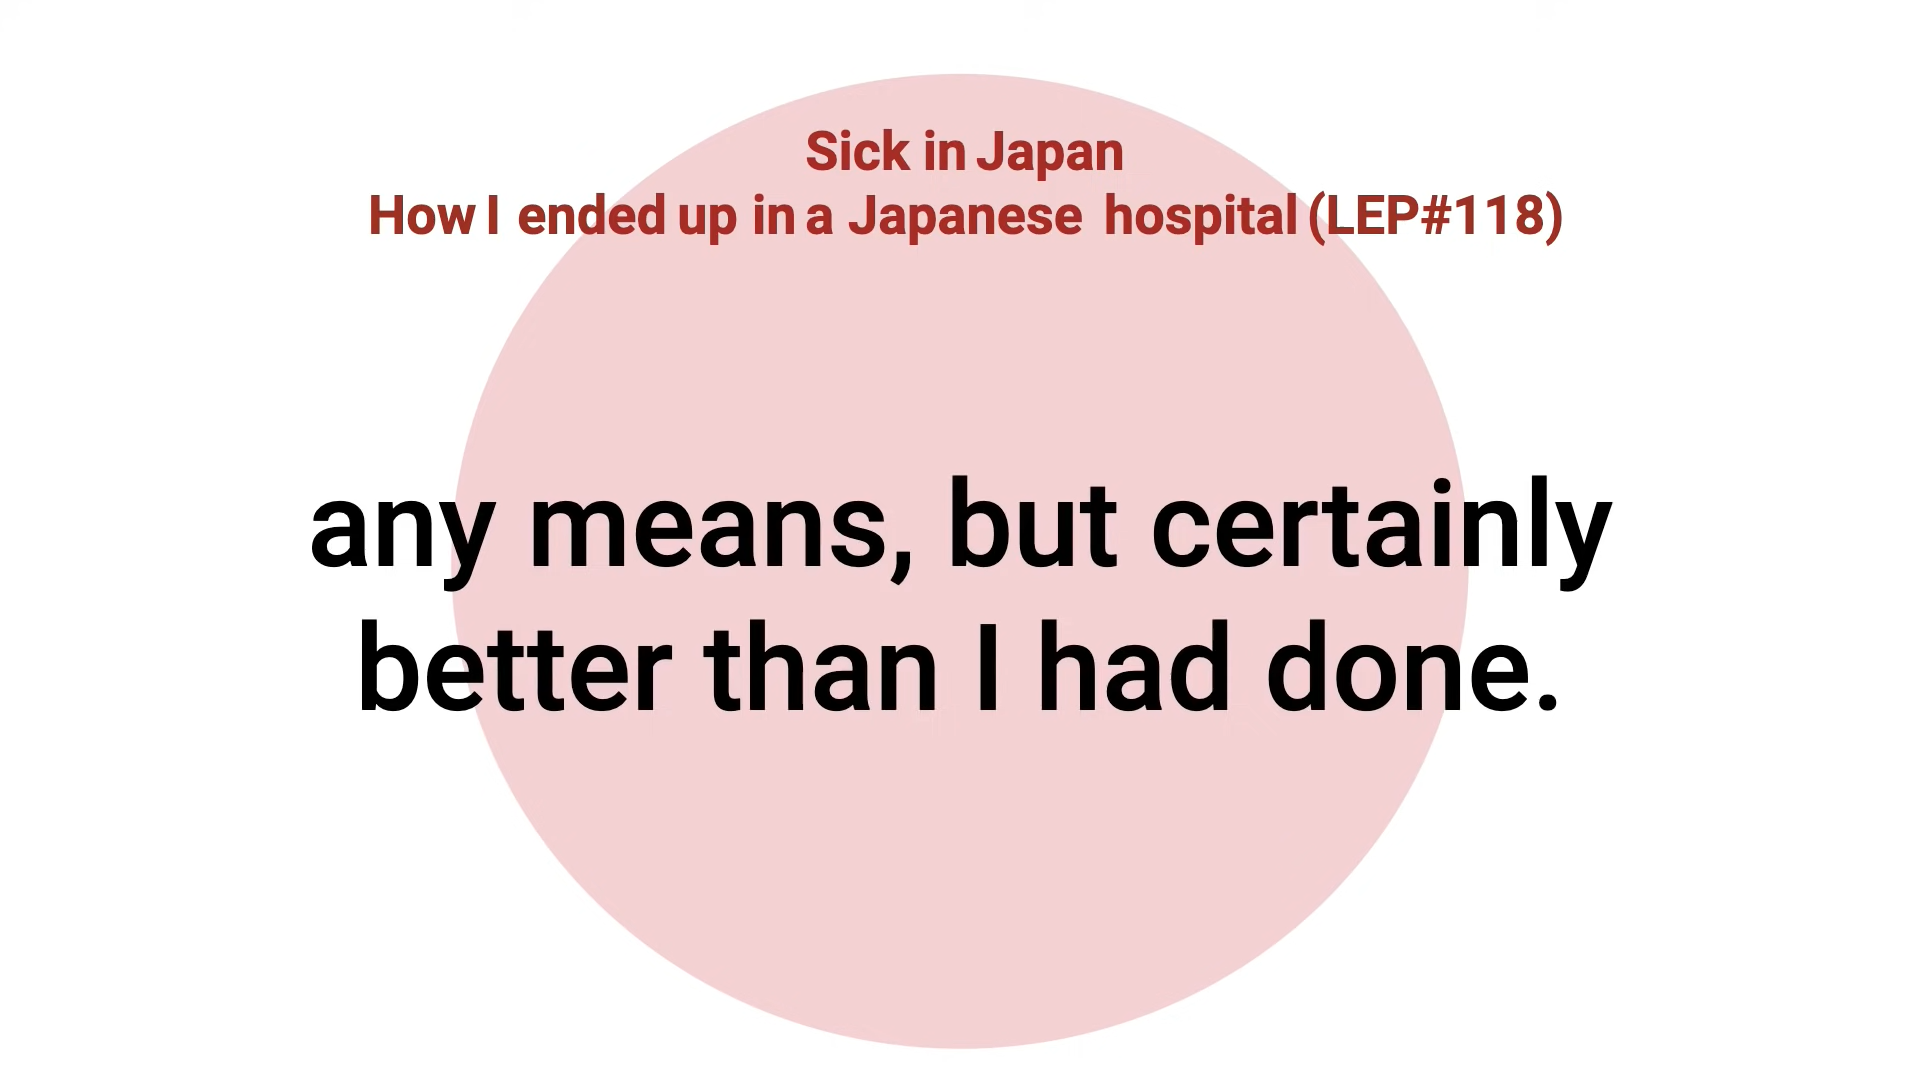 Sick in Japan
How I ended up in a Japanese hospital (LEP#118)
any means, but certainly
better than I had done.